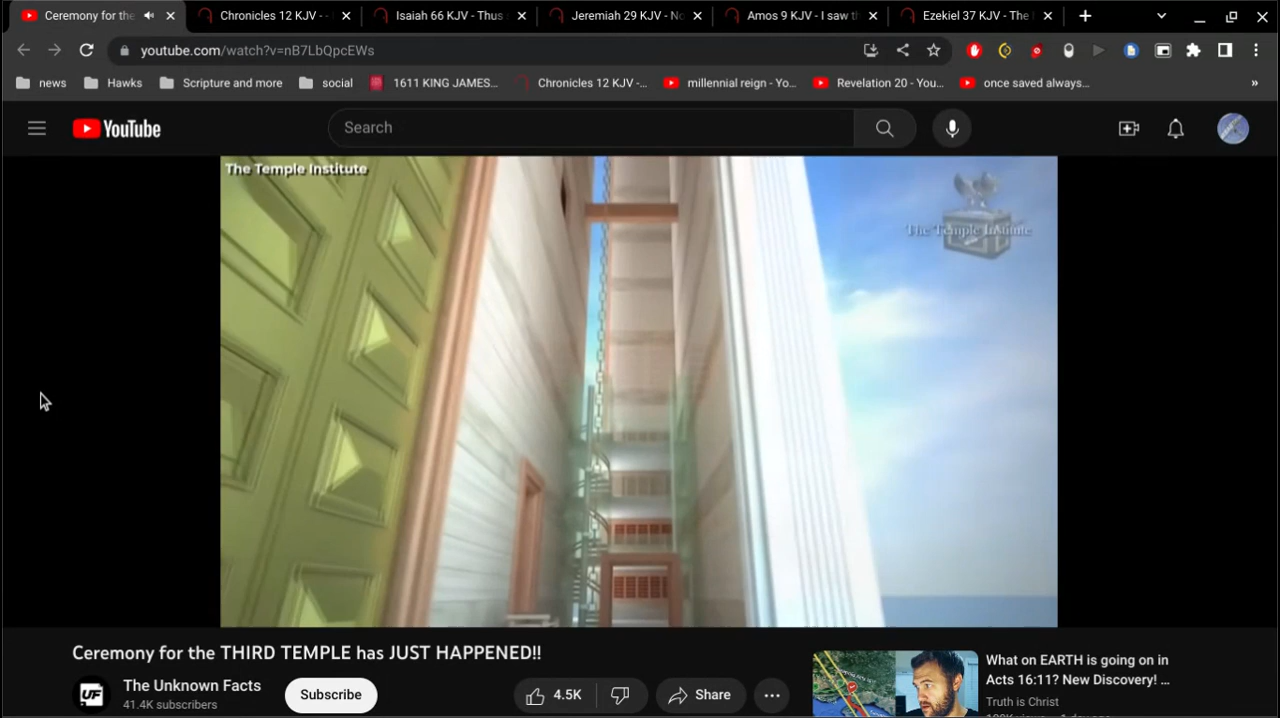 Ceremony for the
Chronicles 12 KJV - -
Isaiah 66 KJV - Thus s
Jeremiah 29 KJV - No
Amos 9 KJV - I saw th
Ezekiel 37 KJV - The
youtube.com/watch?v=nB7LbQpcEWs
news
Hawks
Scripture and more
social
1611 KING JAMES...
Chronicles 12 KJV -...
millennial reign - Yo...
Revelation 20 - You...
once saved always...
»
YouTube
Search
The Temple Institute
The Temple Institute
Ceremony for the THIRD TEMPLE has JUST HAPPENED!!
UF
The Unknown Facts
41.4K subscribers
Subscribe
4.5K
Share
What on EARTH is going on in
Acts 16:11? New Discovery! ...
Truth is Christ